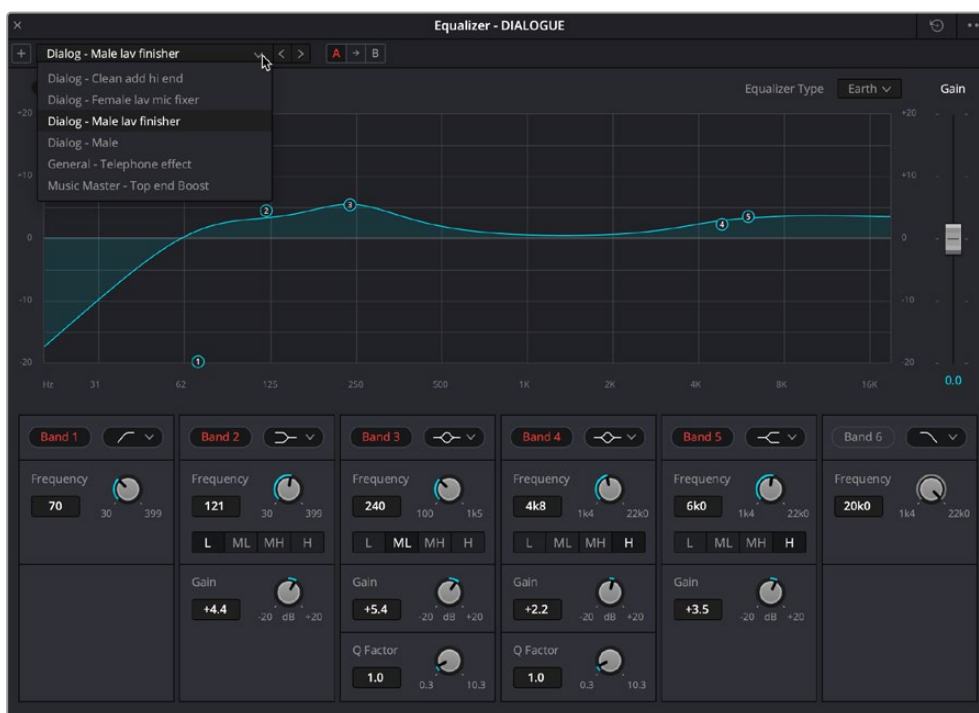 Equalizer - DIALOGUE
Dialog - Male lav finisher
A B
Dialog - Clean add hi end
Dialog - Female lav mic fixer
Dialog - Male lav finisher
Dialog - Male
General - Telephone effect
Music Master - Top end Boost
Equalizer Type Earth Gain
+20 +20
+10 +10
2 3 4 5
0 0
-10 -10
1
-20 -20
Hz 31 62 125 250 500 1K 2K 4K 8K 16K 0.0
Band 1 Band 2 Band 3 Band 4 Band 5 Band 6
Frequency Frequency Frequency Frequency Frequency Frequency
70 30 399 121 30 399 240 100 1k5 4k8 1k4 22k0 6k0 1k4 22k0 20k0 1k4 22k0
L ML MH H L ML MH H L ML MH H L ML MH H
Gain Gain Gain Gain
+4.4 -20 dB +20 +5.4 -20 dB +20 +2.2 -20 dB +20 +3.5 -20 dB +20
Q Factor Q Factor
1.0 0.3 10.3 1.0 0.3 10.3